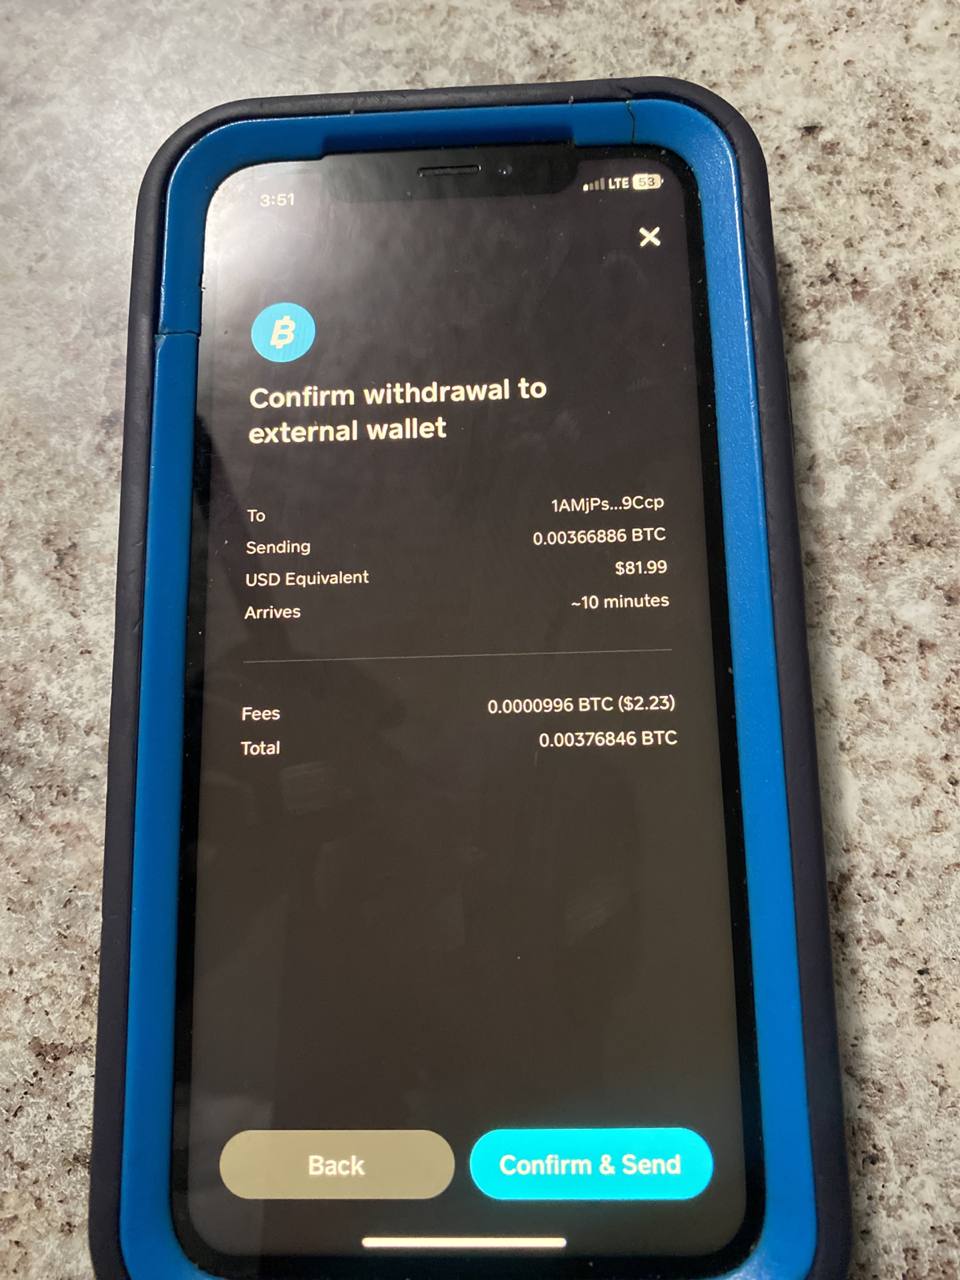 3:51
LTE 53
Confirm withdrawal to
external wallet
To 1AMjPs...9Ccp
Sending 0.00366886 BTC
USD Equivalent $81.99
Arrives ~10 minutes
Fees 0.0000996 BTC ($2.23)
Total 0.00376846 BTC
Back Confirm & Send